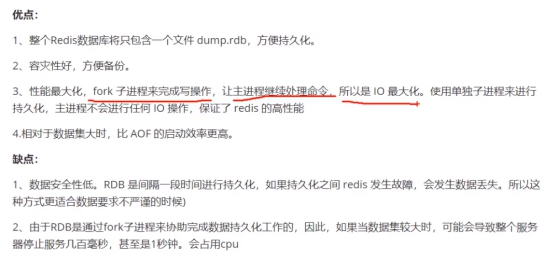 优点：
1、整个Redis数据库将只包含一个文件 dump.rdb，方便持久化。
2、容灾性好，方便备份。
3、性能最大化，fork 子进程来完成写操作，让主进程继续处理命令，所以是 IO 最大化。使用单独子进程来进行
持久化，主进程不会进行任何 IO 操作，保证了 redis 的高性能
4.相对于数据集大时，比 AOF 的启动效率更高。
缺点：
1、数据安全性低。RDB 是间隔一段时间进行持久化，如果持久化之间 redis 发生故障，会发生数据丢失。所以这
种方式更适合数据要求不严谨的时候)
2、由于RDB是通过fork子进程来协助完成数据持久化工作的，因此，如果当数据集较大时，可能会导致整个服务
器停止服务几百毫秒，甚至是1秒钟。会占用cpu